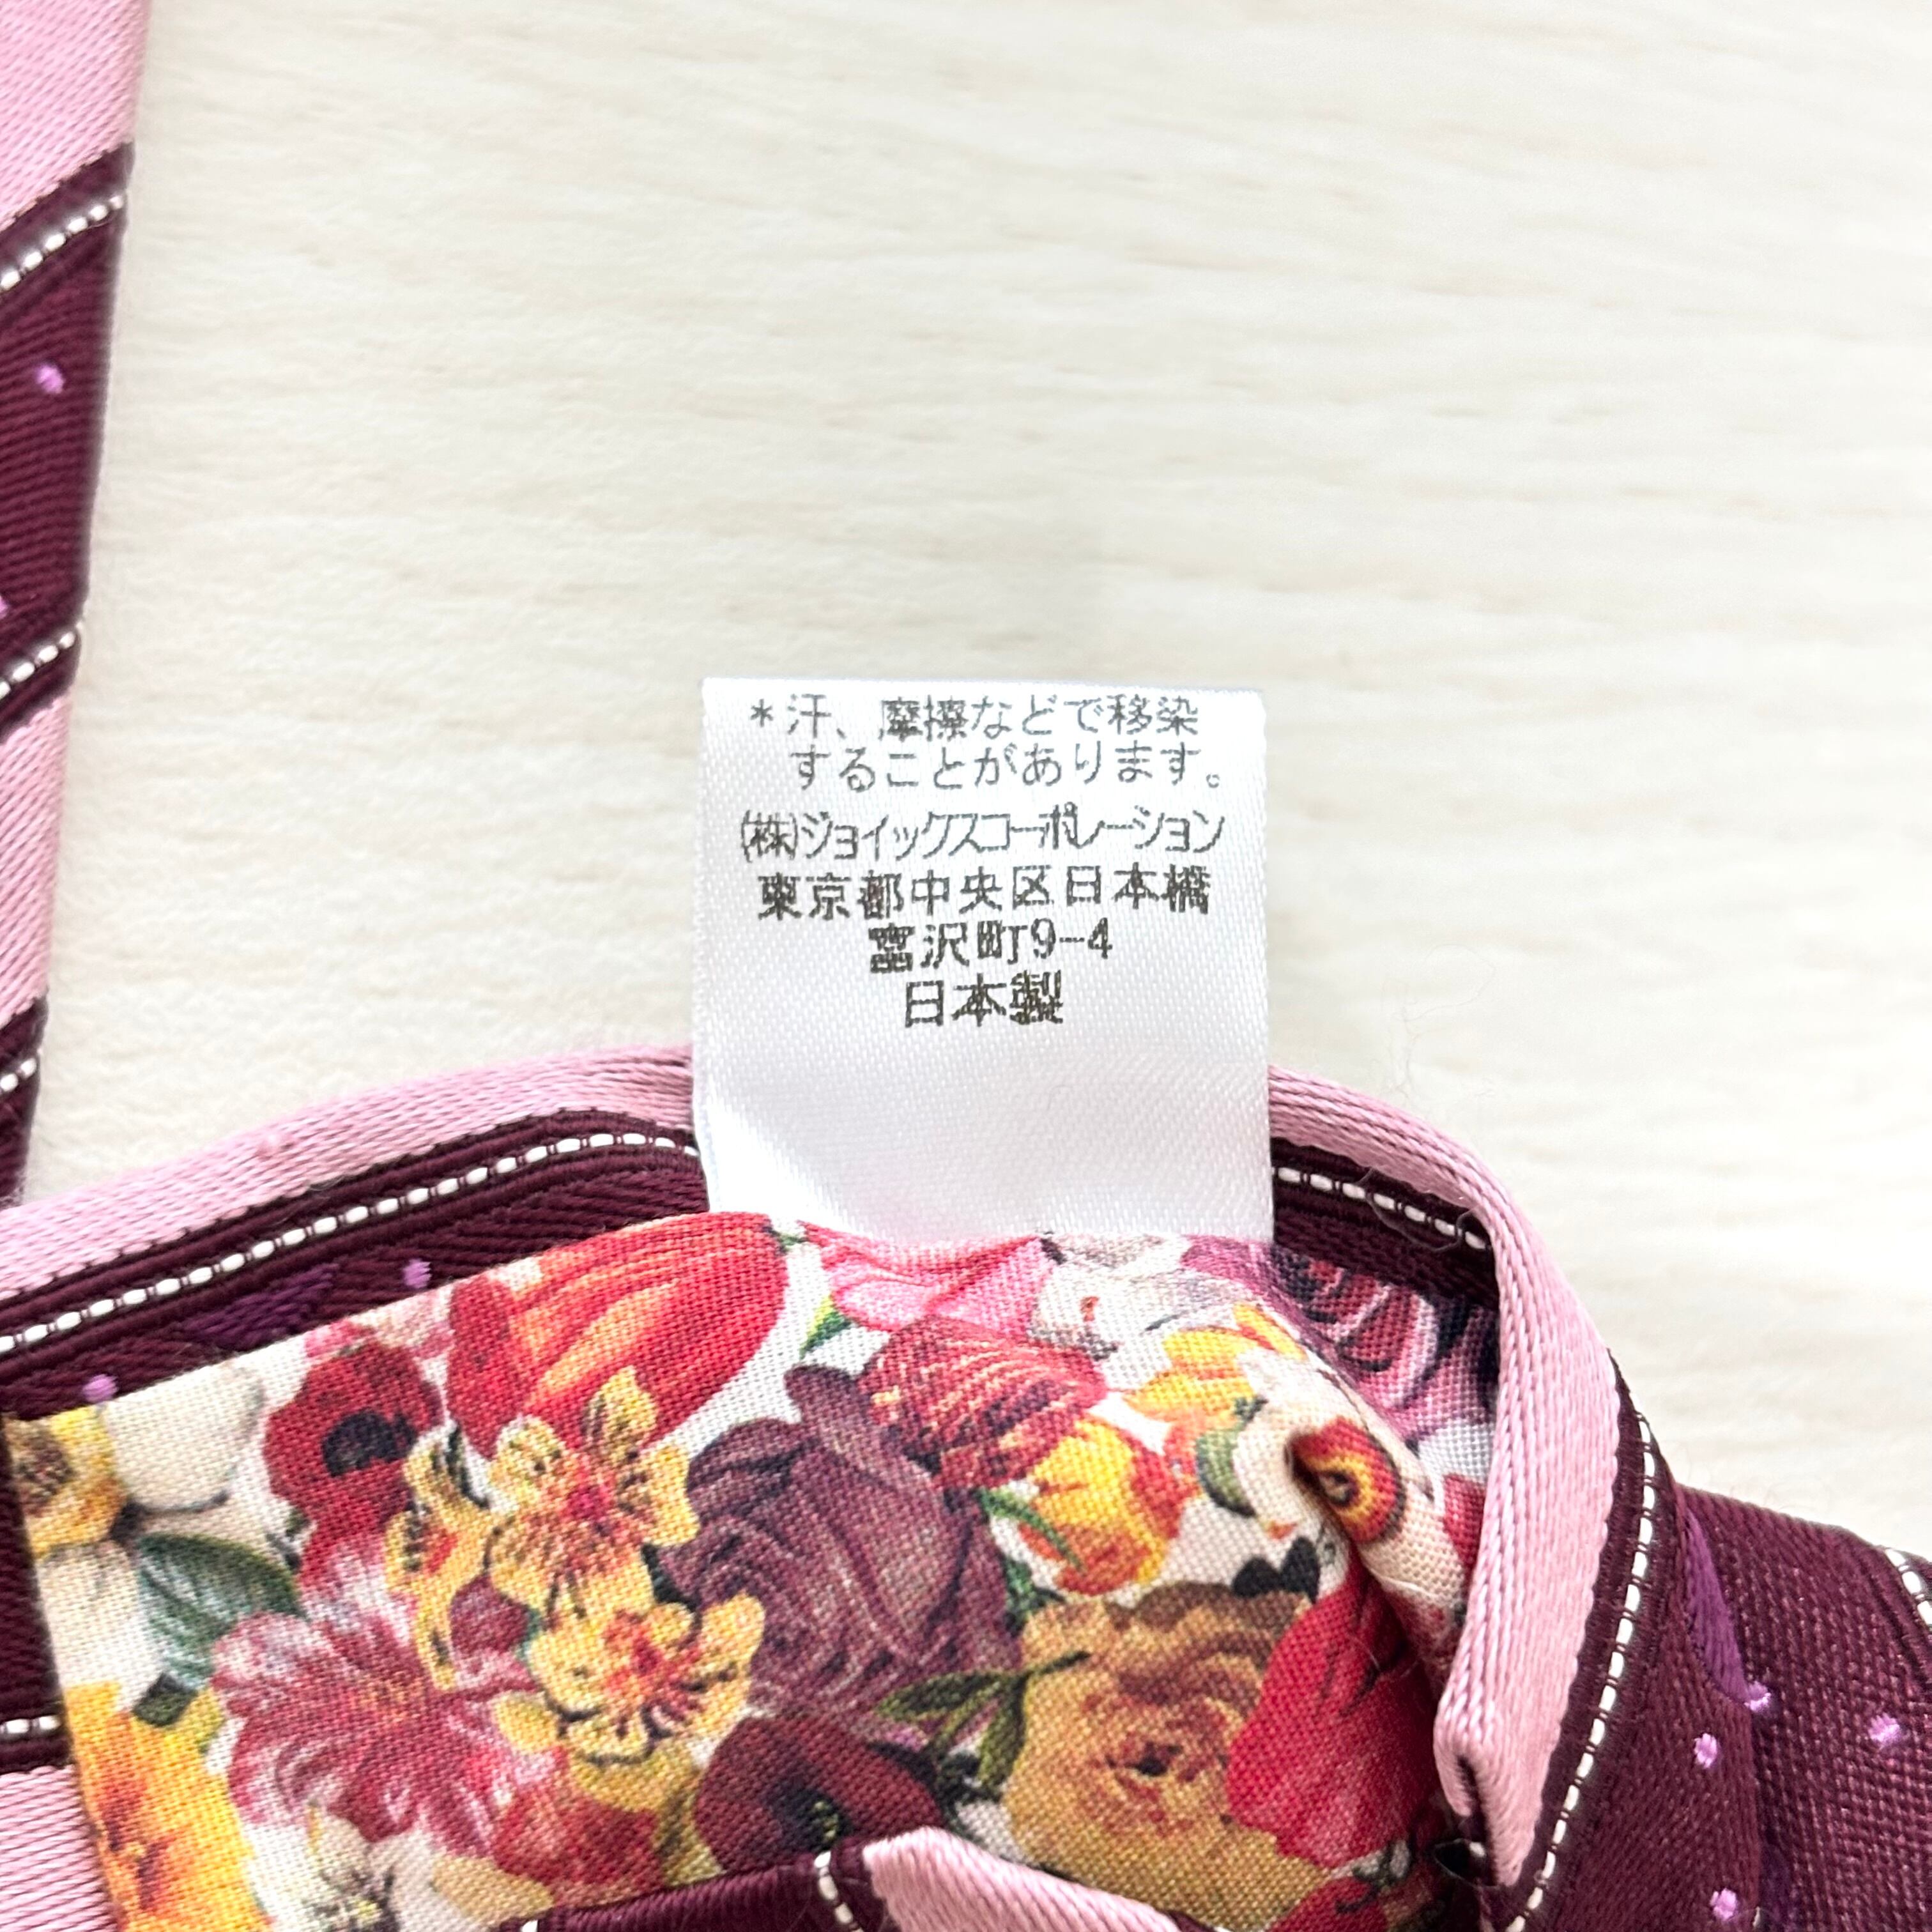 *汗、摩擦などで移染
することがあります。
(株)ジョイックスコーポレーション
東京都中央区日本橋
富沢町9-4
日本製